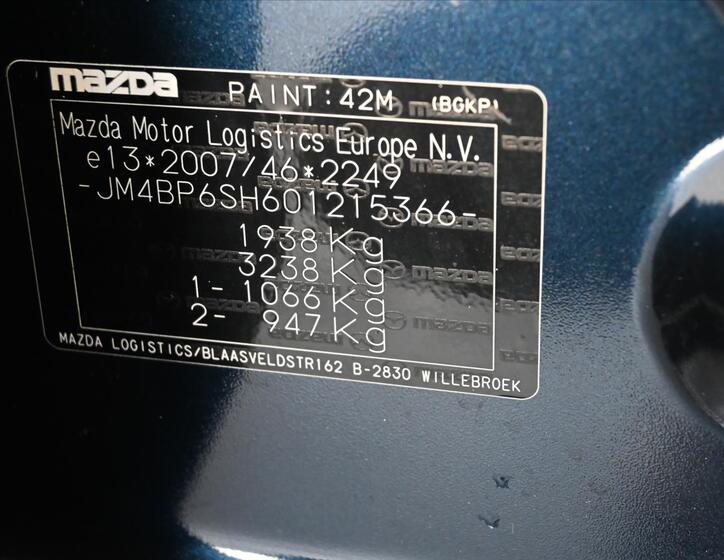 mazda PAINT: 42M (BGKP)
Mazda Motor Logistics Europe N.V.
e13*2007/46*2249
-JM4BP6SH601215366-
1938 Kg
3238 Kg
1- 1066 Kg
2- 947 Kg
MAZDA LOGISTICS/BLAASVELDSTR162 B-2830 WILLEBROEK